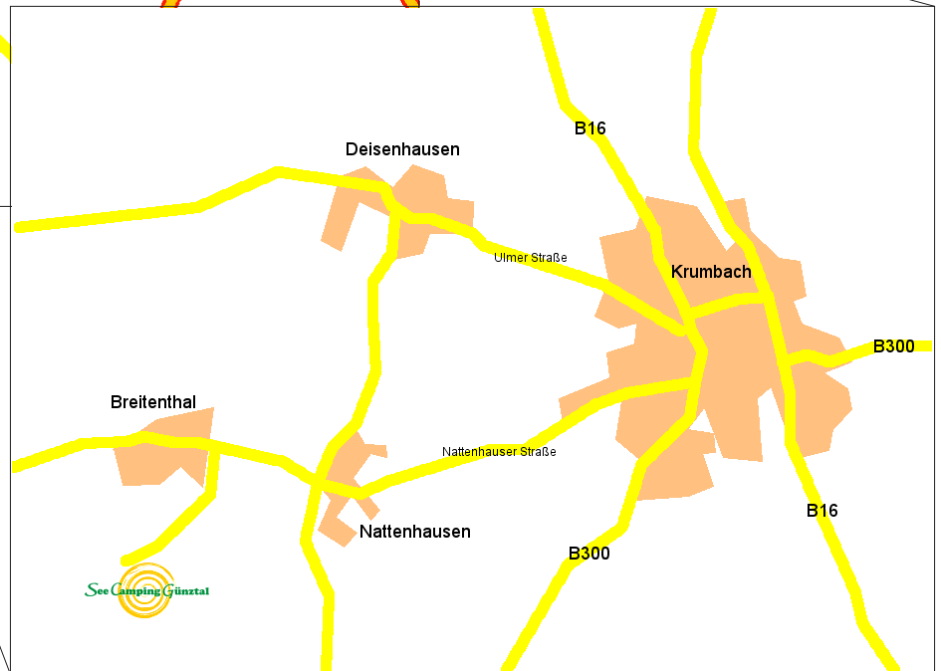 B16
Deisenhausen
Ulmer Straße
Krumbach
B300
Breitenthal
Nattenhauser Straße
B16
Nattenhausen
B300
See Camping Günztal